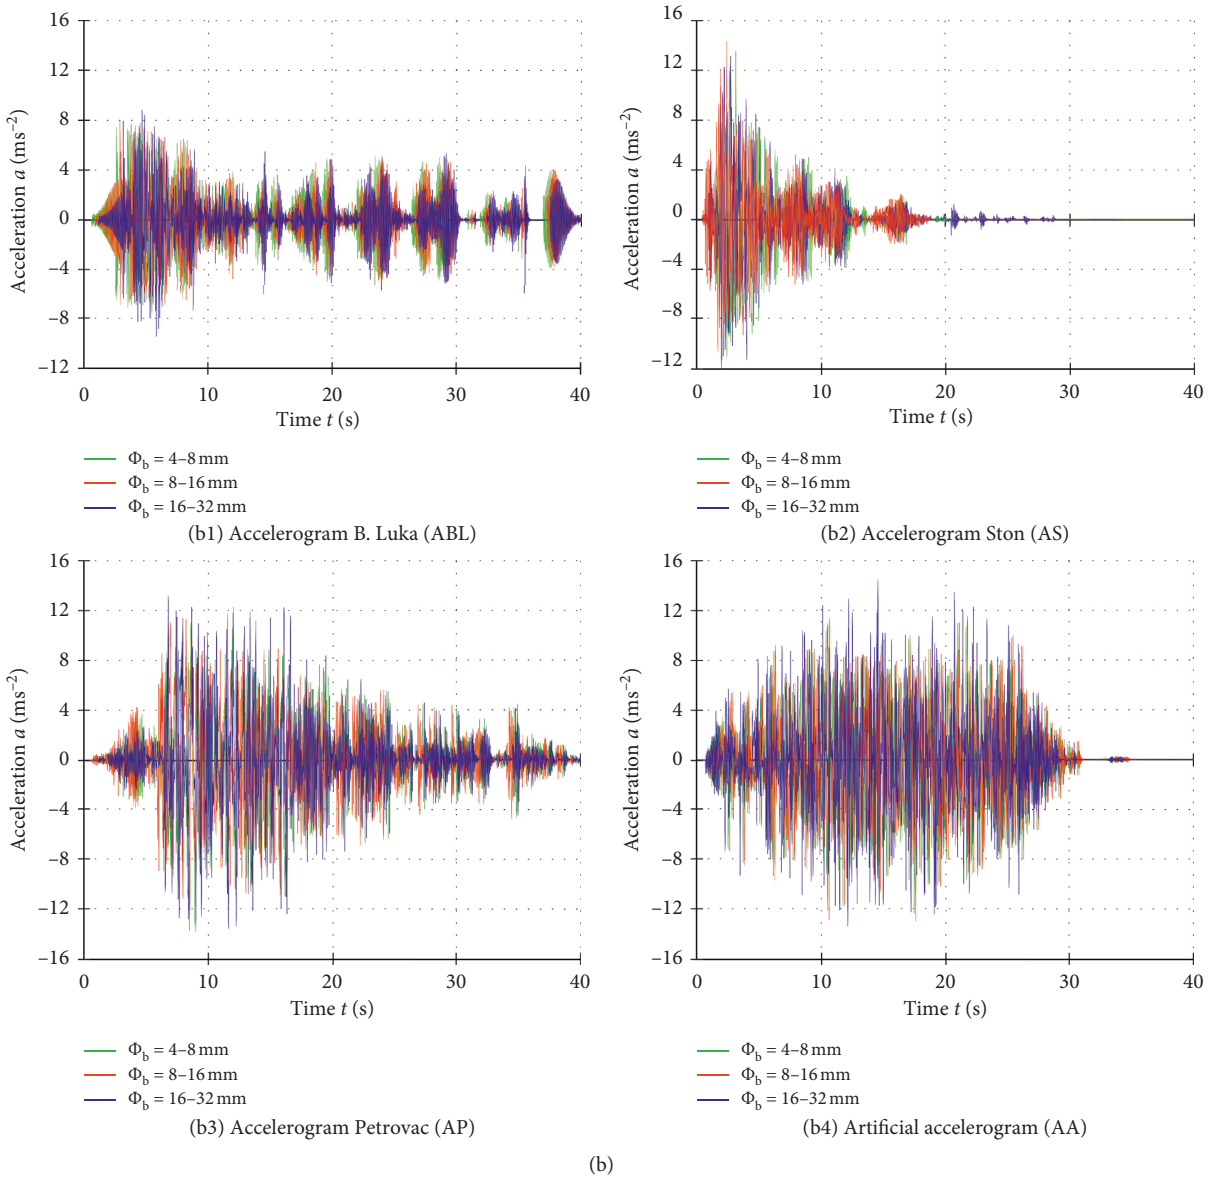 16
12
8
4
0
−4
−8
−12
Acceleration a (ms−2)
0
10
20
30
40
Time t (s)
Φb = 4–8 mm
Φb = 8–16 mm
Φb = 16–32 mm
(b1) Accelerogram B. Luka (ABL)
16
12
8
4
0
−4
−8
−12
Acceleration a (ms−2)
0
10
20
30
40
Time t (s)
Φb = 4–8 mm
Φb = 8–16 mm
Φb = 16–32 mm
(b2) Accelerogram Ston (AS)
16
12
8
4
0
−4
−8
−12
−16
Acceleration a (ms−2)
0
10
20
30
40
Time t (s)
Φb = 4–8 mm
Φb = 8–16 mm
Φb = 16–32 mm
(b3) Accelerogram Petrovac (AP)
16
12
8
4
0
−4
−8
−12
−16
Acceleration a (ms−2)
0
10
20
30
40
Time t (s)
Φb = 4–8 mm
Φb = 8–16 mm
Φb = 16–32 mm
(b4) Artificial accelerogram (AA)
(b)